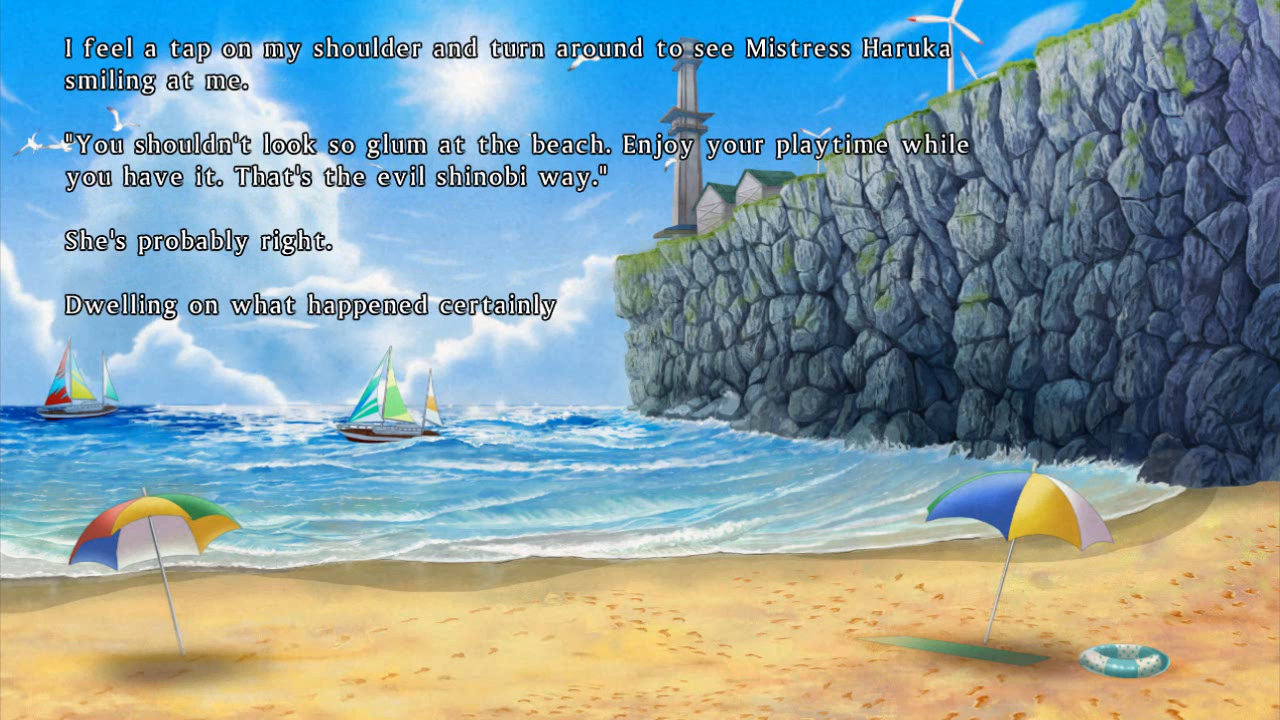 I feel a tap on my shoulder and turn around to see Mistress Haruka
smiling at me.
"You shouldn't look so glum at the beach. Enjoy your playtime while
you have it. That's the evil shinobi way."
She's probably right.
Dwelling on what happened certainly